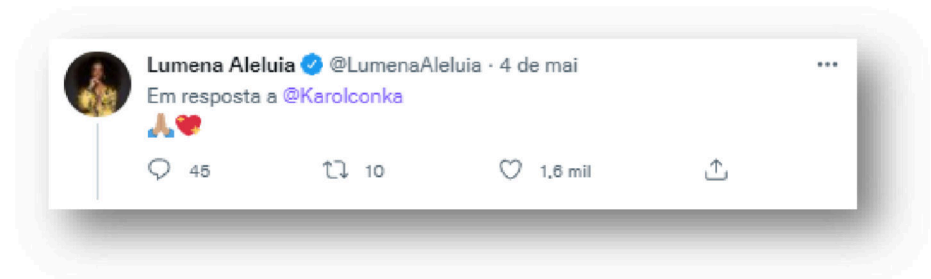 Lumena Aleluia @LumenaAleluia · 4 de mai
Em resposta a @Karolconka
🙏🏽💖
45 10 1,6 mil